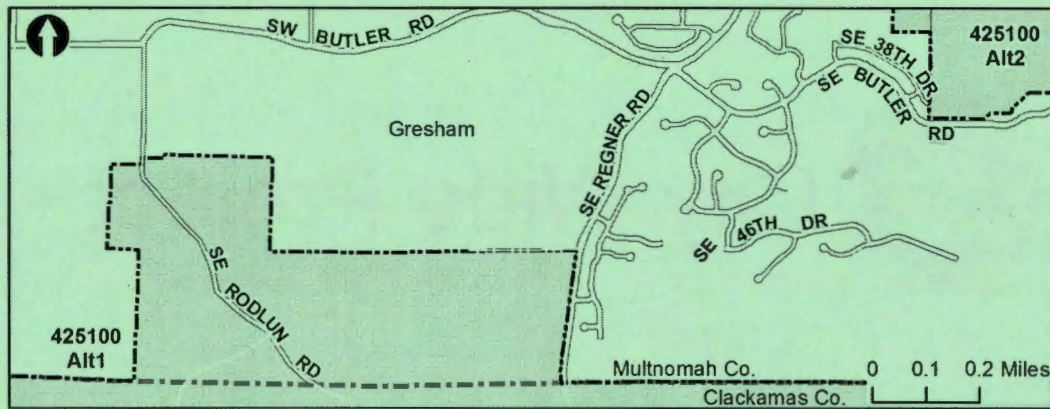 SW BUTLER RD
SE 38TH DR
425100
Alt2
SE BUTLER RD
Gresham
SE REGNER RD
SE 46TH DR
SE RODLUN RD
425100
Alt1
Multnomah Co.
0 0.1 0.2 Miles
Clackamas Co.